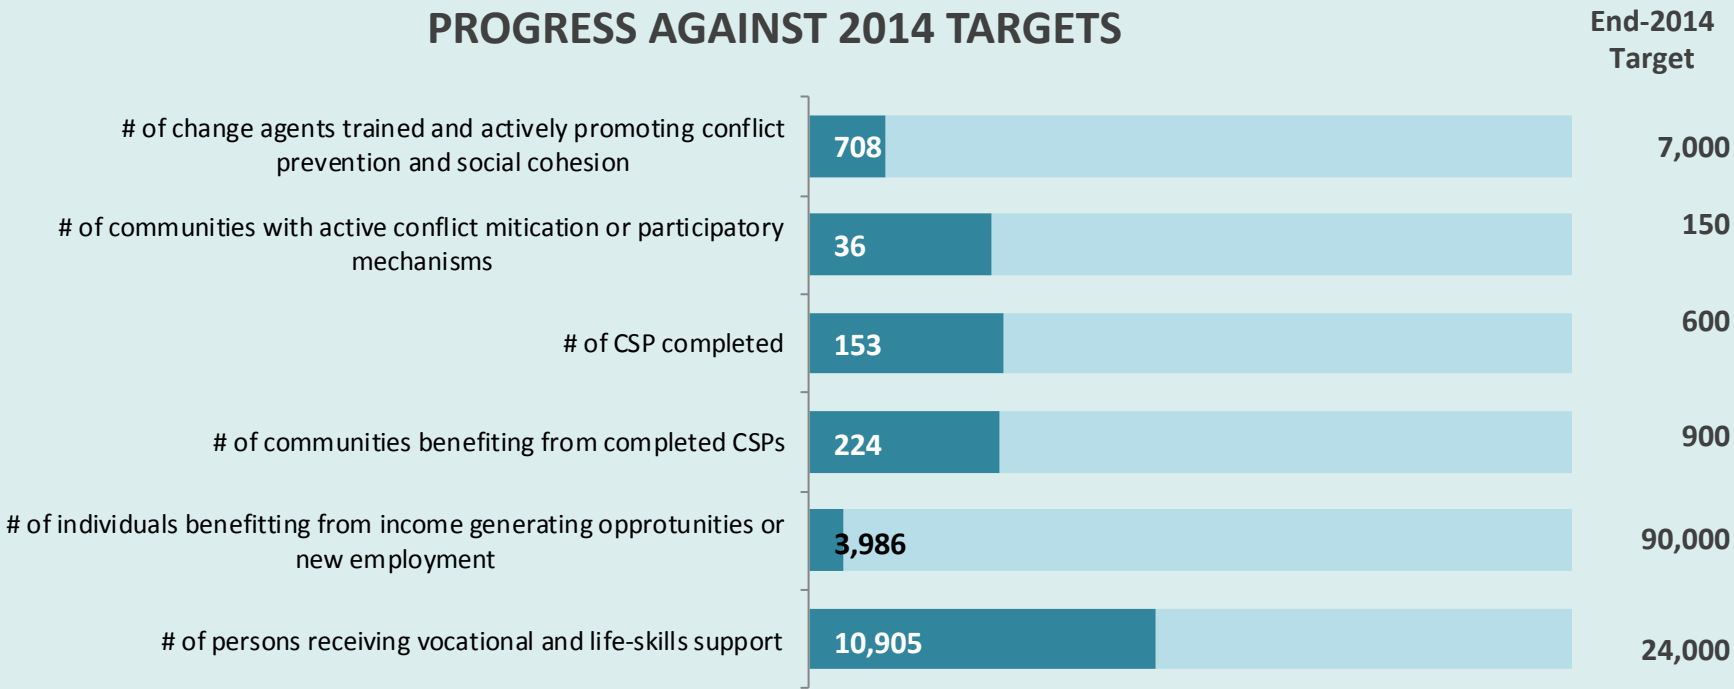 PROGRESS AGAINST 2014 TARGETS
End-2014
Target
# of change agents trained and actively promoting conflict
prevention and social cohesion
708
7,000
# of communities with active conflict mitication or participatory
mechanisms
36
150
# of CSP completed
153
600
# of communities benefiting from completed CSPs
224
900
# of individuals benefitting from income generating opprotunities or
new employment
3,986
90,000
# of persons receiving vocational and life-skills support
10,905
24,000